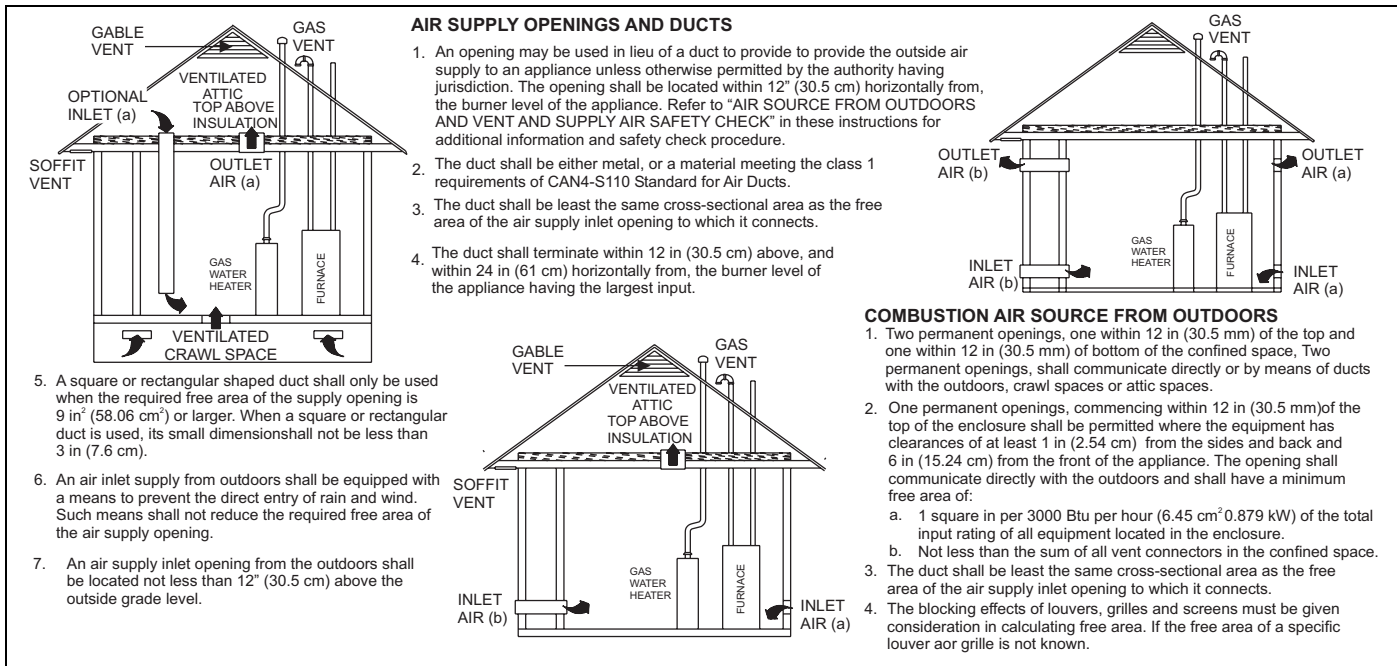 GABLE
VENT
GAS
VENT
VENTILATED
ATTIC
TOP ABOVE
INSULATION
OPTIONAL
INLET (a)
SOFFIT
VENT
OUTLET
AIR (a)
GAS
WATER
HEATER
FURNACE
VENTILATED
CRAWL SPACE
AIR SUPPLY OPENINGS AND DUCTS
1. An opening may be used in lieu of a duct to provide to provide the outside air
supply to an appliance unless otherwise permitted by the authority having
jurisdiction. The opening shall be located within 12" (30.5 cm) horizontally from,
the burner level of the appliance. Refer to “AIR SOURCE FROM OUTDOORS
AND VENT AND SUPPLY AIR SAFETY CHECK” in these instructions for
additional information and safety check procedure.
2. The duct shall be either metal, or a material meeting the class 1
requirements of CAN4-S110 Standard for Air Ducts.
3. The duct shall be least the same cross-sectional area as the free
area of the air supply inlet opening to which it connects.
4. The duct shall terminate within 12 in (30.5 cm) above, and
within 24 in (61 cm) horizontally from, the burner level of
the appliance having the largest input.
5. A square or rectangular shaped duct shall only be used
when the required free area of the supply opening is
9 in² (58.06 cm²) or larger. When a square or rectangular
duct is used, its small dimensionshall not be less than
3 in (7.6 cm).
6. An air inlet supply from outdoors shall be equipped with
a means to prevent the direct entry of rain and wind.
Such means shall not reduce the required free area of
the air supply opening.
7. An air supply inlet opening from the outdoors shall
be located not less than 12" (30.5 cm) above the
outside grade level.
GABLE
VENT
GAS
VENT
VENTILATED
ATTIC
TOP ABOVE
INSULATION
SOFFIT
VENT
GAS
WATER
HEATER
FURNACE
INLET
AIR (b)
INLET
AIR (a)
GAS
VENT
OUTLET
AIR (b)
OUTLET
AIR (a)
GAS
WATER
HEATER
FURNACE
INLET
AIR (b)
INLET
AIR (a)
COMBUSTION AIR SOURCE FROM OUTDOORS
1. Two permanent openings, one within 12 in (30.5 mm) of the top and
one within 12 in (30.5 mm) of bottom of the confined space, Two
permanent openings, shall communicate directly or by means of ducts
with the outdoors, crawl spaces or attic spaces.
2. One permanent openings, commencing within 12 in (30.5 mm)of the
top of the enclosure shall be permitted where the equipment has
clearances of at least 1 in (2.54 cm) from the sides and back and
6 in (15.24 cm) from the front of the appliance. The opening shall
communicate directly with the outdoors and shall have a minimum
free area of:
a. 1 square in per 3000 Btu per hour (6.45 cm² 0.879 kW) of the total
input rating of all equipment located in the enclosure.
b. Not less than the sum of all vent connectors in the confined space.
3. The duct shall be least the same cross-sectional area as the free
area of the air supply inlet opening to which it connects.
4. The blocking effects of louvers, grilles and screens must be given
consideration in calculating free area. If the free area of a specific
louver aor grille is not known.